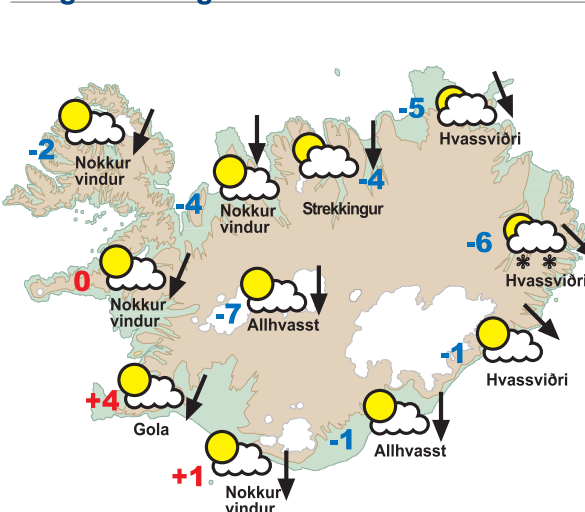 -5
Hvassviðri
-2
Nokkur
vindur
-4
Nokkur
vindur
-4
Strekkingur
-6
Hvassviðri
0
Nokkur
vindur
-7
Allhvasst
-1
Hvassviðri
+4
Gola
-1
Allhvasst
+1
Nokkur
vindur